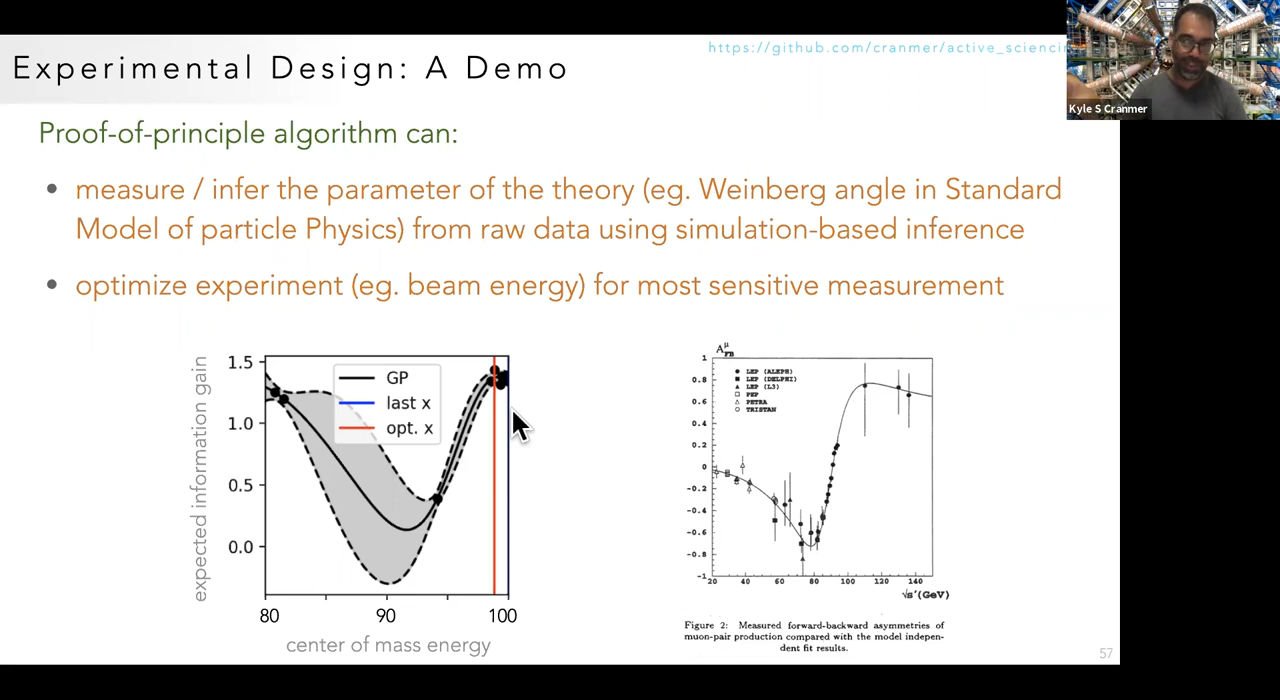 https://github.com/cranmer/active_sciencin
Experimental Design: A Demo
Kyle S Cranmer
Proof-of-principle algorithm can:
• measure / infer the parameter of the theory (eg. Weinberg angle in Standard
Model of particle Physics) from raw data using simulation-based inference
• optimize experiment (eg. beam energy) for most sensitive measurement
expected information gain
1.5
1.0
0.5
0.0
GP
last x
opt. x
80
90
100
center of mass energy
A^μ_FB
1
0.8
0.6
0.4
0.2
0
-0.2
-0.4
-0.6
-0.8
-1
LEP (ALEPH)
LEP (DELPHI)
LEP (L3)
PEP
PETRA
TRISTAN
20
40
60
80
100
120
140
√s'(GeV)
Figure 2: Measured forward-backward asymmetries of
muon-pair production compared with the model indepen-
dent fit results.
57